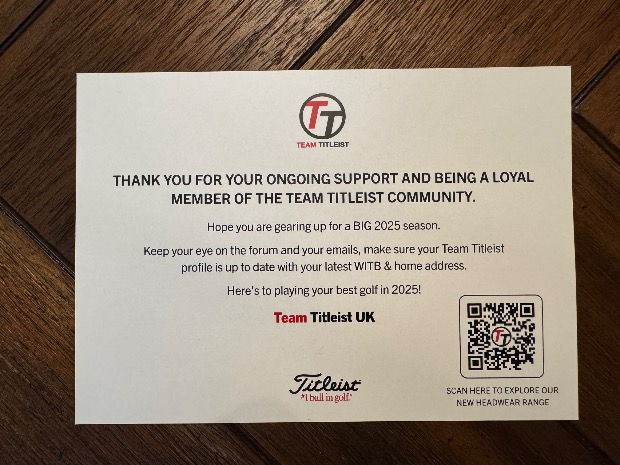 TT
TEAM TITLEIST
THANK YOU FOR YOUR ONGOING SUPPORT AND BEING A LOYAL
MEMBER OF THE TEAM TITLEIST COMMUNITY.
Hope you are gearing up for a BIG 2025 season.
Keep your eye on the forum and your emails, make sure your Team Titleist
profile is up to date with your latest WITB & home address.
Here's to playing your best golf in 2025!
Team Titleist UK
TT
SCAN HERE TO EXPLORE OUR
NEW HEADWEAR RANGE
Titleist
"#1 ball in golf."